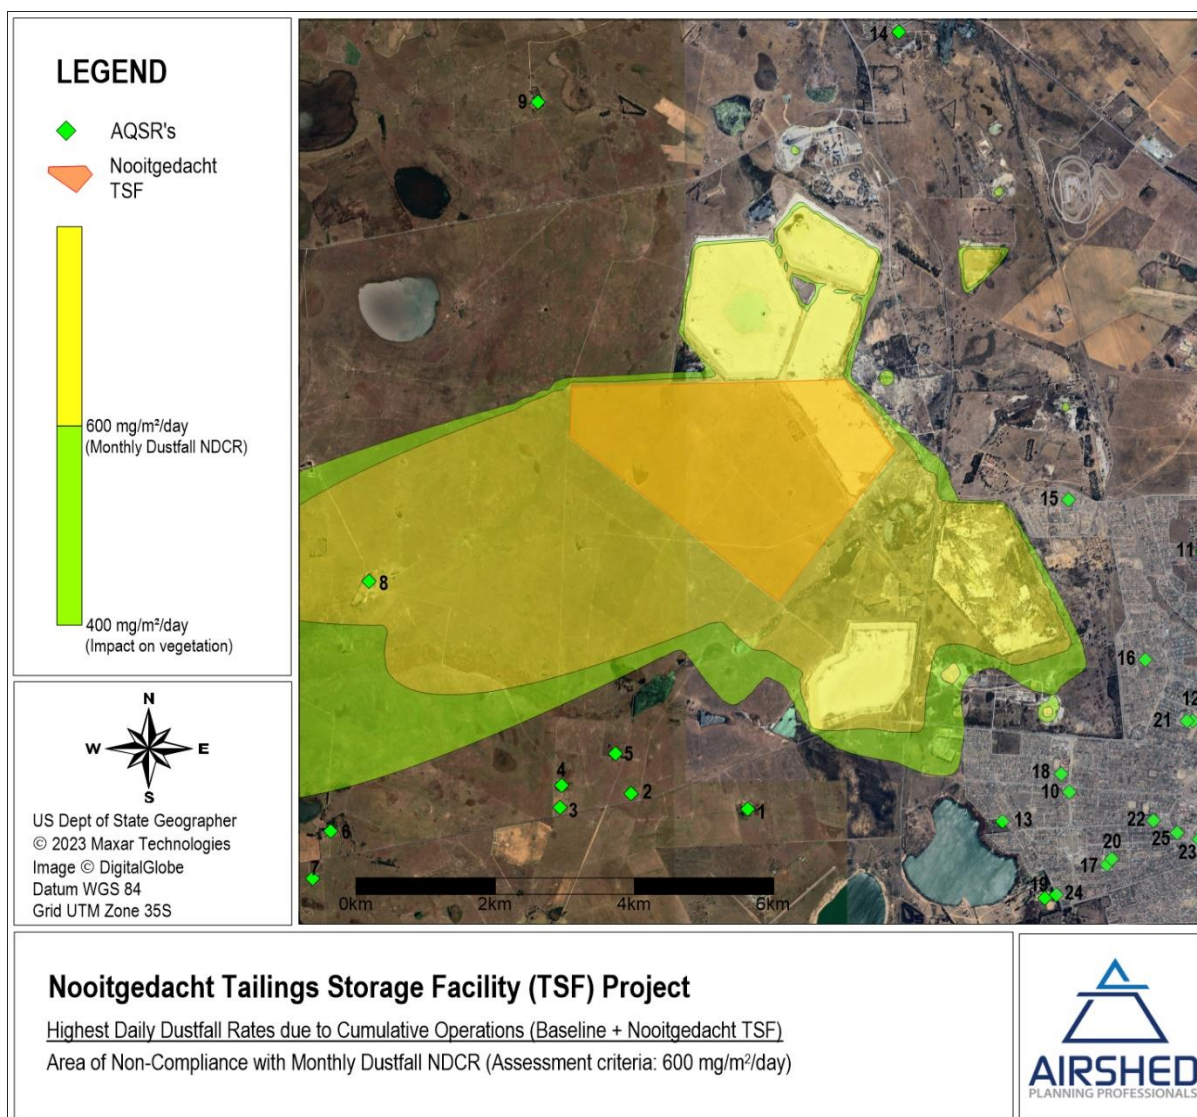 LEGEND
AQSR's
Nooitgedacht
TSF
600 mg/m²/day
(Monthly Dustfall NDCR)
400 mg/m²/day
(Impact on vegetation)
N
W
E
S
US Dept of State Geographer
© 2023 Maxar Technologies
Image © DigitalGlobe
Datum WGS 84
Grid UTM Zone 35S
14
9
15
11
8
16
12
21
5
4
2
3
1
18
10
6
13
22
25
23
7
20
17
19
24
0km
2km
4km
6km
Nooitgedacht Tailings Storage Facility (TSF) Project
Highest Daily Dustfall Rates due to Cumulative Operations (Baseline + Nooitgedacht TSF)
Area of Non-Compliance with Monthly Dustfall NDCR (Assessment criteria: 600 mg/m²/day)
AIRSHED
PLANNING PROFESSIONALS